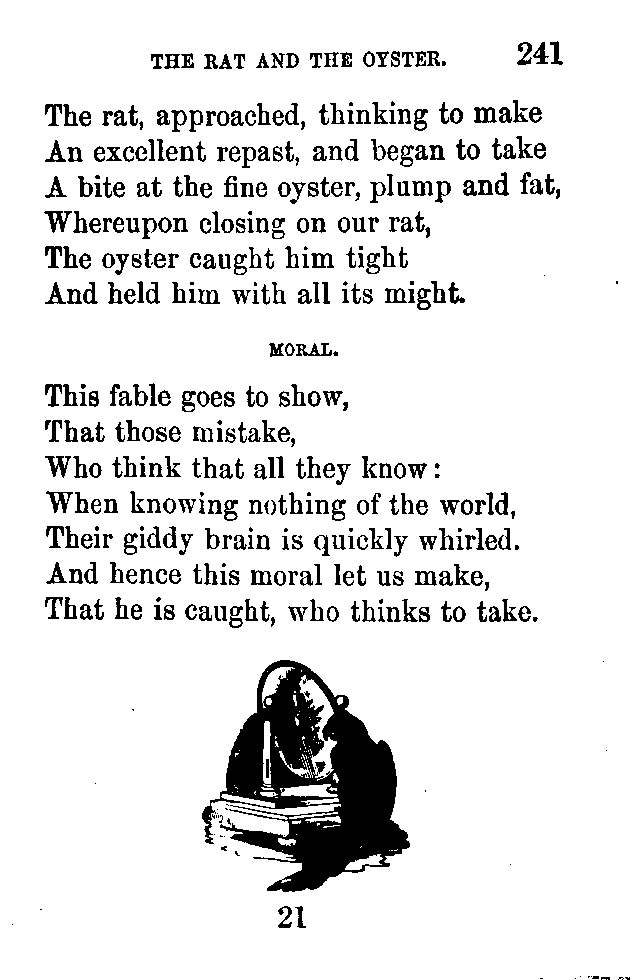 THE RAT AND THE OYSTER. 241
The rat, approached, thinking to make
An excellent repast, and began to take
A bite at the fine oyster, plump and fat,
Whereupon closing on our rat,
The oyster caught him tight
And held him with all its might.
MORAL.
This fable goes to show,
That those mistake,
Who think that all they know:
When knowing nothing of the world,
Their giddy brain is quickly whirled.
And hence this moral let us make,
That he is caught, who thinks to take.
21